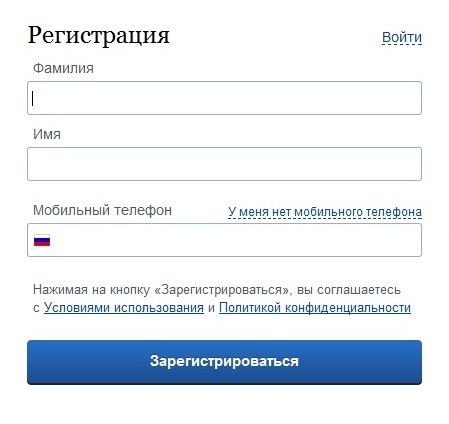 Регистрация
Войти
Фамилия
Имя
Мобильный телефон
У меня нет мобильного телефона
Нажимая на кнопку «Зарегистрироваться», вы соглашаетесь
с Условиями использования и Политикой конфиденциальности
Зарегистрироваться